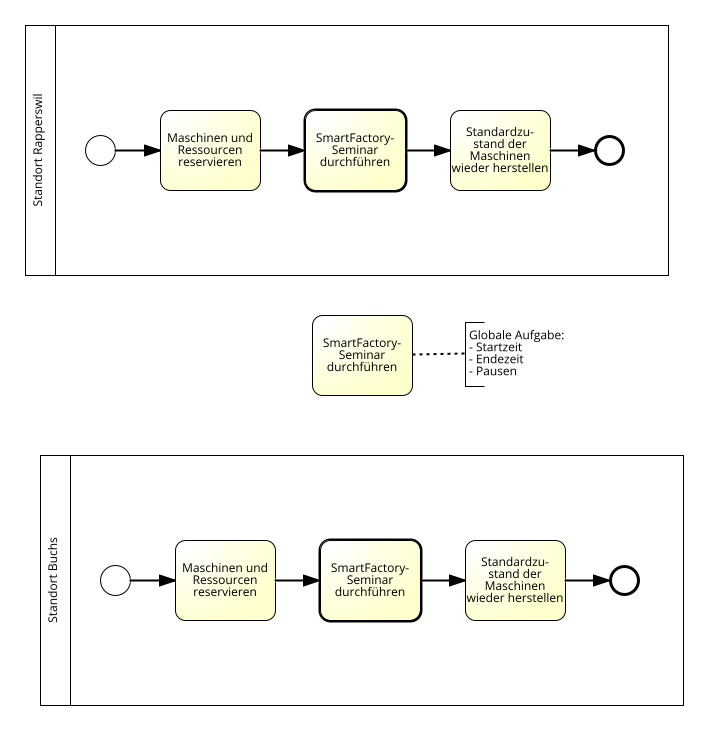 Standort Rapperswil
Maschinen und
Ressourcen
reservieren
SmartFactory-
Seminar
durchführen
Standardzu-
stand der
Maschinen
wieder herstellen
SmartFactory-
Seminar
durchführen
Globale Aufgabe:
- Startzeit
- Endezeit
- Pausen
Standort Buchs
Maschinen und
Ressourcen
reservieren
SmartFactory-
Seminar
durchführen
Standardzu-
stand der
Maschinen
wieder herstellen